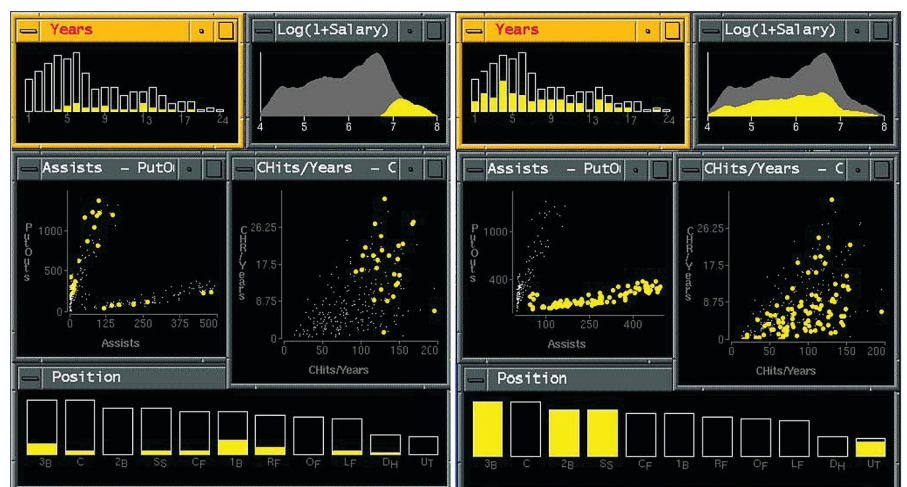 Years
1 5 9 13 17 24
Log(1+Salary)
4 5 6 7 8
Assists - PutOu
PutOuts
1000
500
0
0 125 250 375 500
Assists
CHits/Years - C
CHR/Years
26.25
17.5
8.75
0
0 50 100 150 200
CHits/Years
Position
3B C 2B SS CF 1B RF OF LF DH UT
Years
1 5 9 13 17 24
Log(1+Salary)
4 5 6 7 8
Assists - PutOu
PutOuts
1000
400
100 200 400
Assists
CHits/Years - C
CHR/Years
26.25
17.5
8.75
0
0 50 100 150 200
CHits/Years
Position
3B C 2B SS CF 1B RF OF LF DH UT